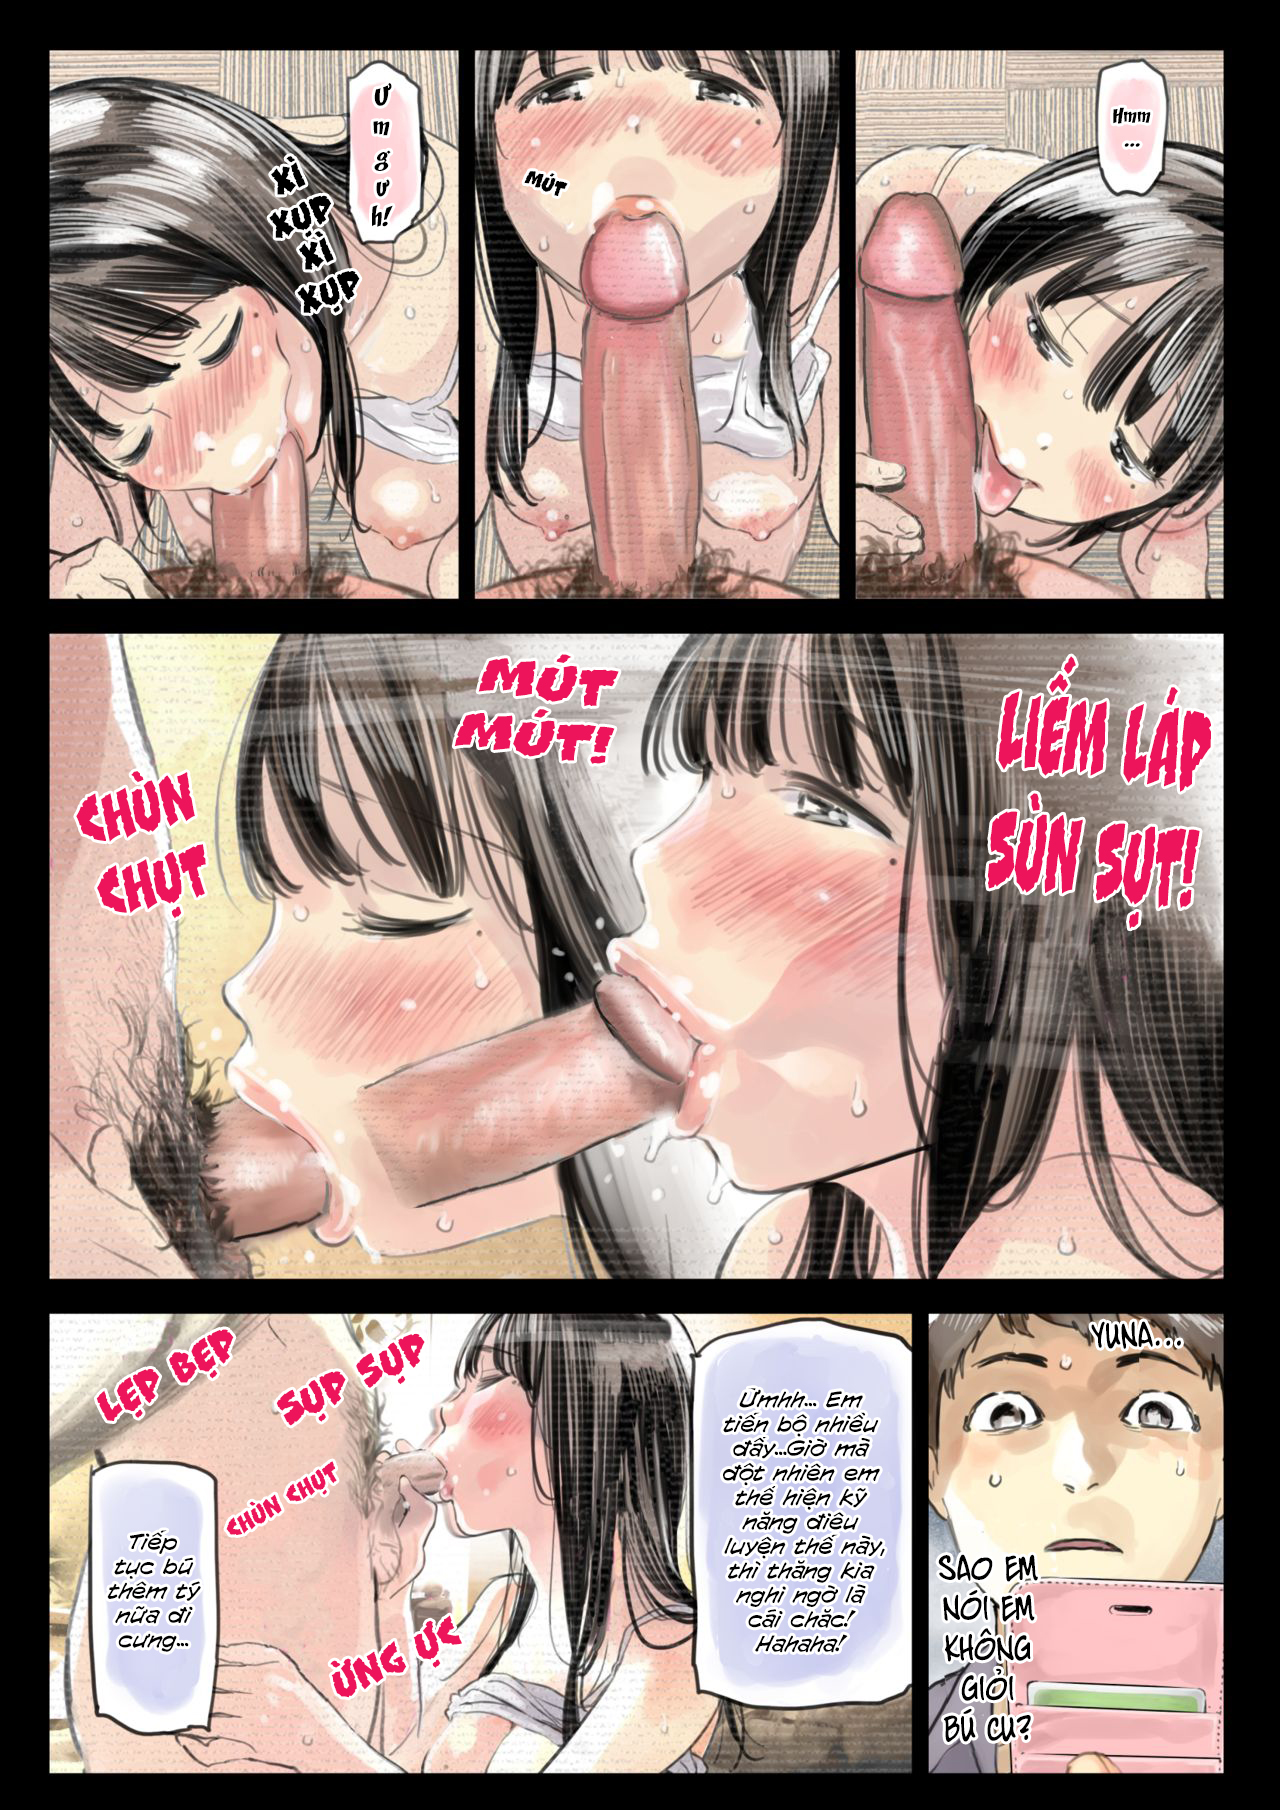 Ư
m
g
ư
h!
XÌ
XỤP
XÌ
XỤP
MÚT
Hmm
...
CHÙN
CHỤT
MÚT
MÚT!
LIẾM LÁP
SÙN SỤT!
LẸP BẸP
SỤP SỤP
CHÙN CHỤT
ỪNG ỰC
Tiếp
tục bú
thêm tý
nữa đi
cưng...
Ừmhh... Em
tiến bộ nhiều
đấy...Giờ mà
đột nhiên em
thể hiện kỹ
năng điêu
luyện thế này,
thì thằng kia
nghi ngờ là
cái chắc!
Hahaha!
YUNA...
SAO EM
NÓI EM
KHÔNG
GIỎI
BÚ CU?